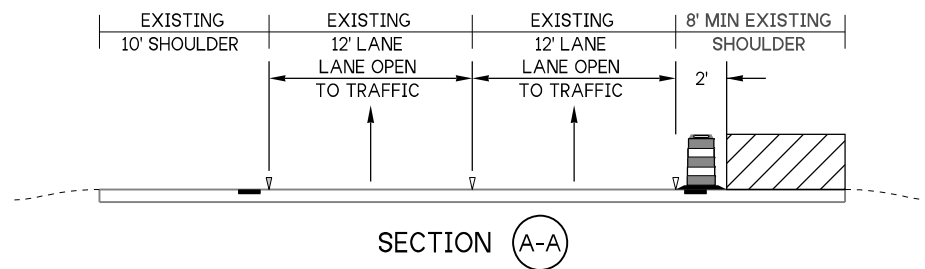 EXISTING
10' SHOULDER
EXISTING
12' LANE
LANE OPEN
TO TRAFFIC
EXISTING
12' LANE
LANE OPEN
TO TRAFFIC
8' MIN EXISTING
SHOULDER
2'
SECTION A-A